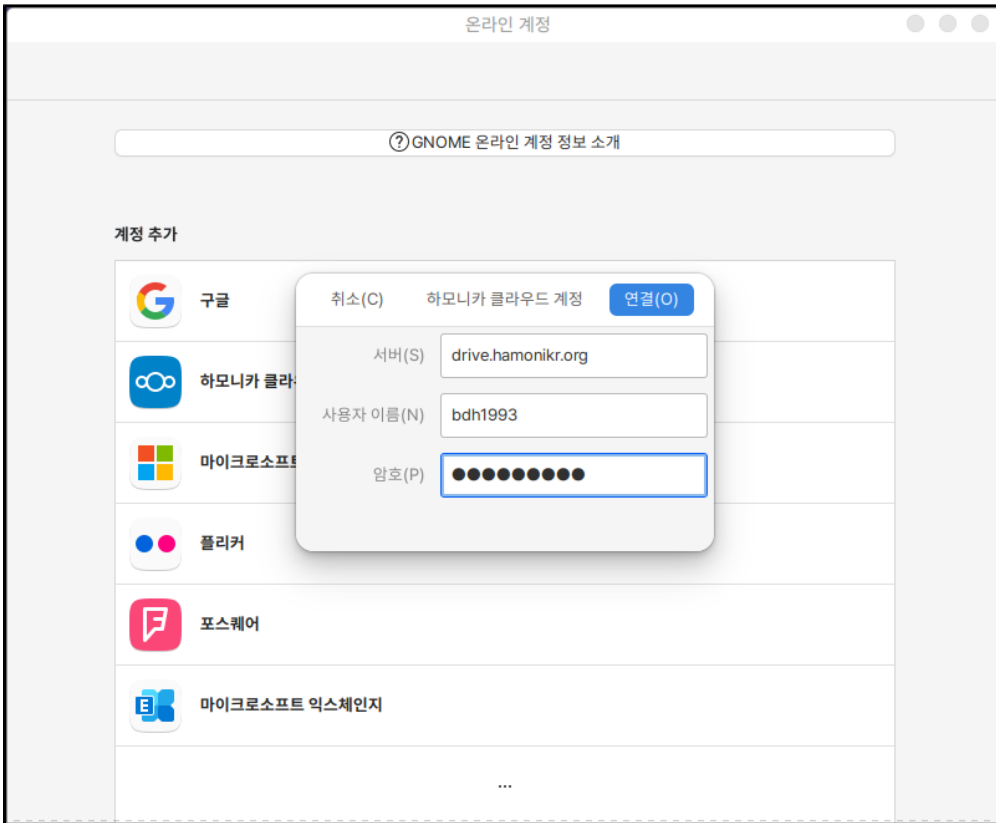 온라인 계정
?GNOME 온라인 계정 정보 소개
계정 추가
구글
취소(C) 하모니카 클라우드 계정 연결(O)
서버(S) drive.hamonikr.org
하모니카 클라
사용자 이름(N) bdh1993
마이크로소프트
암호(P) ●●●●●●●●●
플리커
포스퀘어
E 마이크로소프트 익스체인지
...